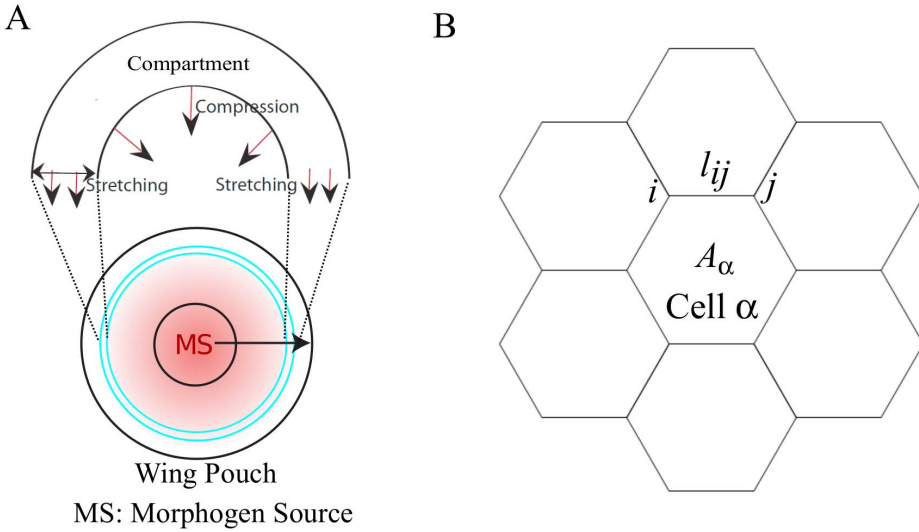 A
Compartment
Compression
Stretching
Stretching
MS
Wing Pouch
MS: Morphogen Source
B
i
lij
j
Aα
Cell α